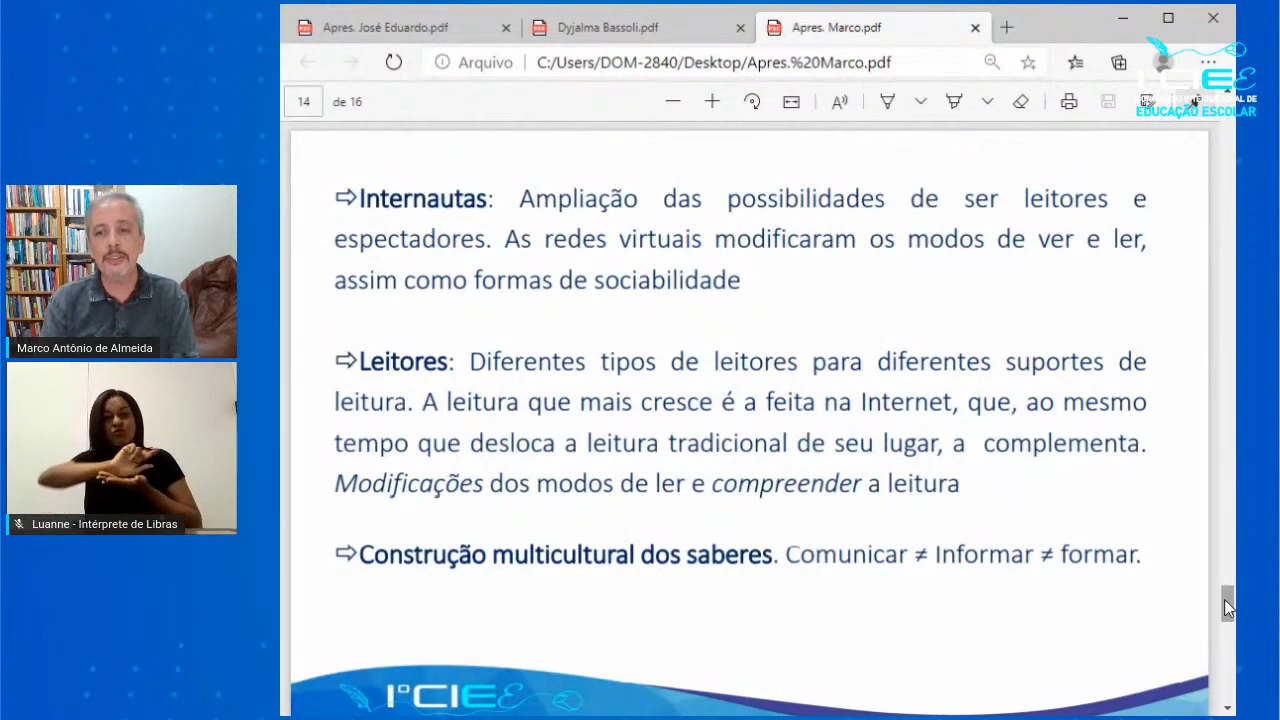 Apres. José Eduardo.pdf
Dyjalma Bassoli.pdf
Apres. Marco.pdf
Arquivo
C:/Users/DOM-2840/Desktop/Apres.%20Marco.pdf
14 de 16
EDUCAÇÃO ESCOLAR
⇨Internautas: Ampliação das possibilidades de ser leitores e
espectadores. As redes virtuais modificaram os modos de ver e ler,
assim como formas de sociabilidade
⇨Leitores: Diferentes tipos de leitores para diferentes suportes de
leitura. A leitura que mais cresce é a feita na Internet, que, ao mesmo
tempo que desloca a leitura tradicional de seu lugar, a complementa.
Modificações dos modos de ler e compreender a leitura
⇨Construção multicultural dos saberes. Comunicar ≠ Informar ≠ formar.
Marco Antônio de Almeida
Luanne - Intérprete de Libras
I°CIEE